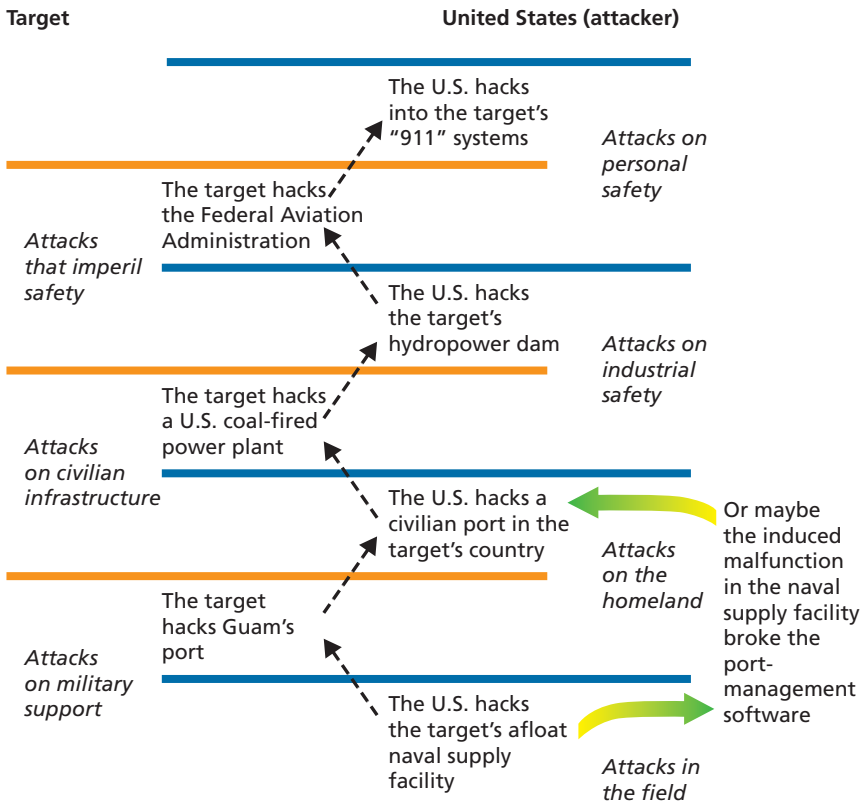 Target
United States (attacker)
The U.S. hacks
into the target’s
“911” systems
Attacks on
personal
safety
The target hacks
the Federal Aviation
Administration
Attacks
that imperil
safety
The U.S. hacks
the target’s
hydropower dam
Attacks on
industrial
safety
The target hacks
a U.S. coal-fired
power plant
Attacks
on civilian
infrastructure
The U.S. hacks a
civilian port in the
target’s country
Attacks
on the
homeland
Or maybe
the induced
malfunction
in the naval
supply facility
broke the
port-
management
software
The target
hacks Guam’s
port
Attacks
on military
support
The U.S. hacks
the target’s afloat
naval supply
facility
Attacks in
the field